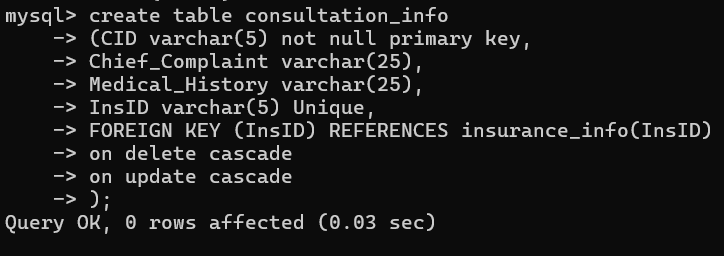 mysql> create table consultation_info
    -> (CID varchar(5) not null primary key,
    -> Chief_Complaint varchar(25),
    -> Medical_History varchar(25),
    -> InsID varchar(5) Unique,
    -> FOREIGN KEY (InsID) REFERENCES insurance_info(InsID)
    -> on delete cascade
    -> on update cascade
    -> );
Query OK, 0 rows affected (0.03 sec)